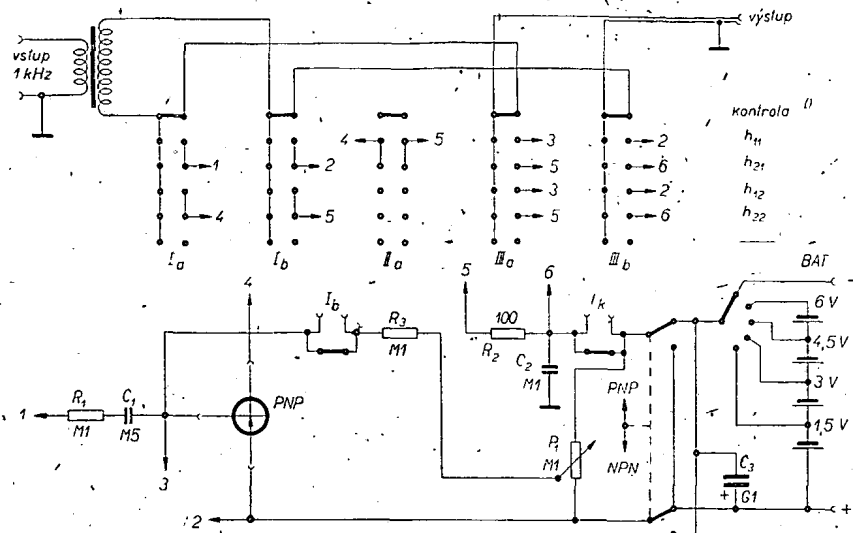 vstup
1 kHz
výstup
kontrola
h11
h21
h12
h22
4 5
1 2
4 5
3 2
5 6
3 2
5 6
Ia Ib IIa IIIa IIIb
BAT
4 5 6
Ib Ik
R3
M1
100
R2
C2
M1
6 V
4,5 V
3 V
1,5 V
PNP
PNP
NPN
R1
M1
C1
M5
P1
M1
C3
G1
1
3
2
+
+
-